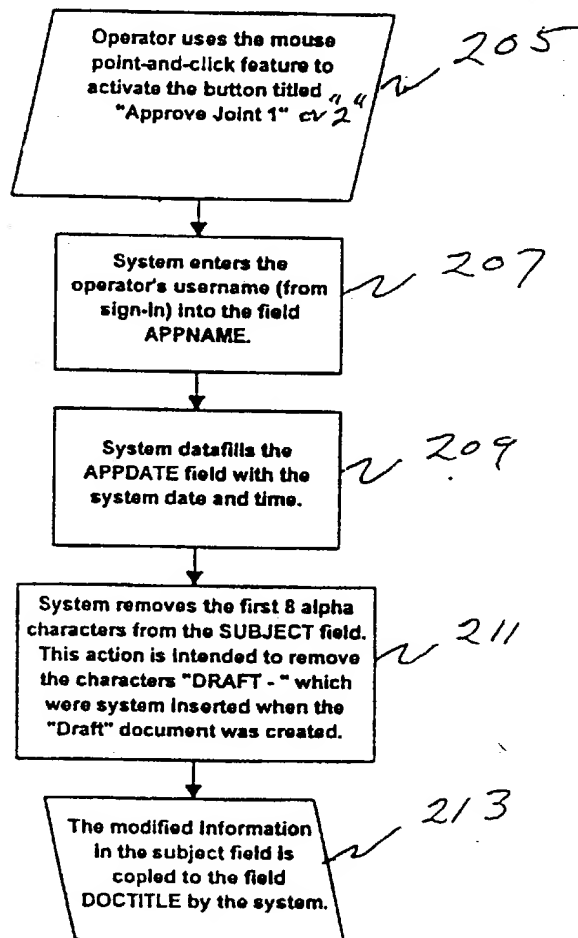 Operator uses the mouse
point-and-click feature to
activate the button titled
"Approve Joint 1" or "2"
205
System enters the
operator's username (from
sign-in) into the field
APPNAME.
207
System datafills the
APPDATE field with the
system date and time.
209
System removes the first 8 alpha
characters from the SUBJECT field.
This action is intended to remove
the characters "DRAFT - " which
were system inserted when the
"Draft" document was created.
211
The modified information
in the subject field is
copied to the field
DOCTITLE by the system.
213